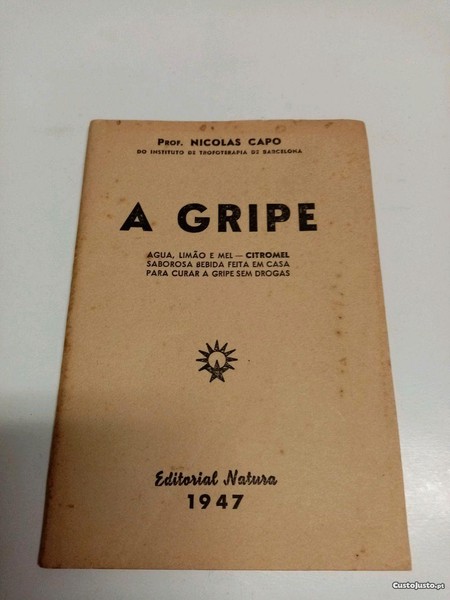 PROF. NICOLAS CAPO
DO INSTITUTO DE TROFOTERAPIA DE BARCELONA
A GRIPE
AGUA, LIMÃO E MEL — CITROMEL
SABOROSA BEBIDA FEITA EM CASA
PARA CURAR A GRIPE SEM DROGAS
Editorial Natura
1947
CustoJusto.pt